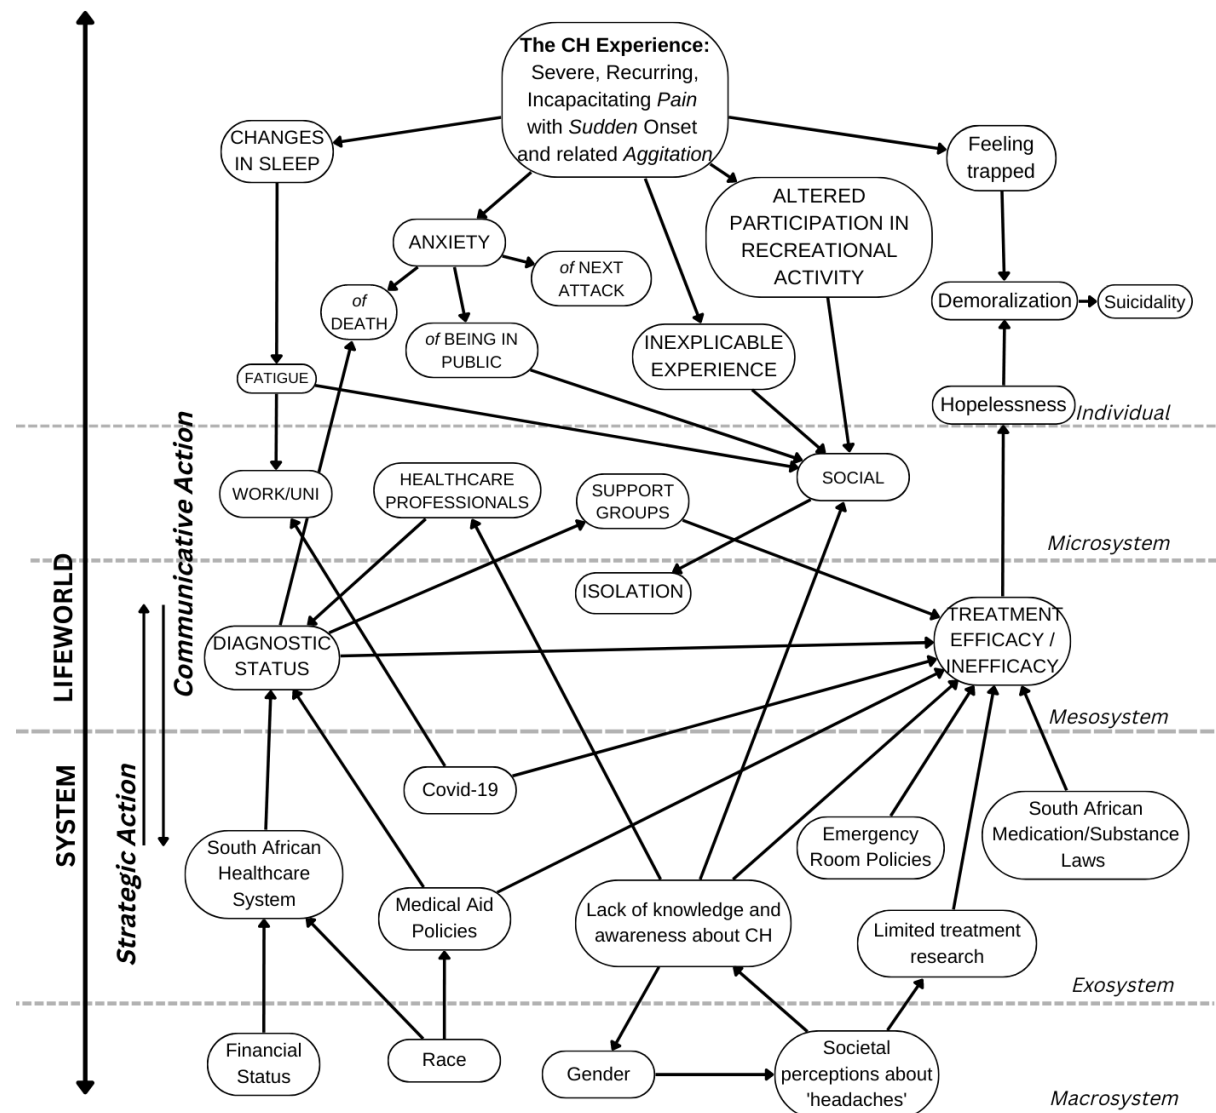 The CH Experience:
Severe, Recurring,
Incapacitating Pain
with Sudden Onset
and related Aggitation
CHANGES
IN SLEEP
Feeling
trapped
ALTERED
PARTICIPATION IN
RECREATIONAL
ACTIVITY
ANXIETY
of NEXT
ATTACK
of
DEATH
Demoralization
Suicidality
of BEING IN
PUBLIC
INEXPLICABLE
EXPERIENCE
FATIGUE
Hopelessness
Individual
WORK/UNI
HEALTHCARE
PROFESSIONALS
SUPPORT
GROUPS
SOCIAL
Microsystem
Communicative Action
LIFEWORLD
ISOLATION
DIAGNOSTIC
STATUS
TREATMENT
EFFICACY /
INEFFICACY
Mesosystem
SYSTEM
Strategic Action
Covid-19
South African
Healthcare
System
Emergency
Room Policies
South African
Medication/Substance
Laws
Medical Aid
Policies
Lack of knowledge and
awareness about CH
Limited treatment
research
Exosystem
Financial
Status
Race
Gender
Societal
perceptions about
'headaches'
Macrosystem